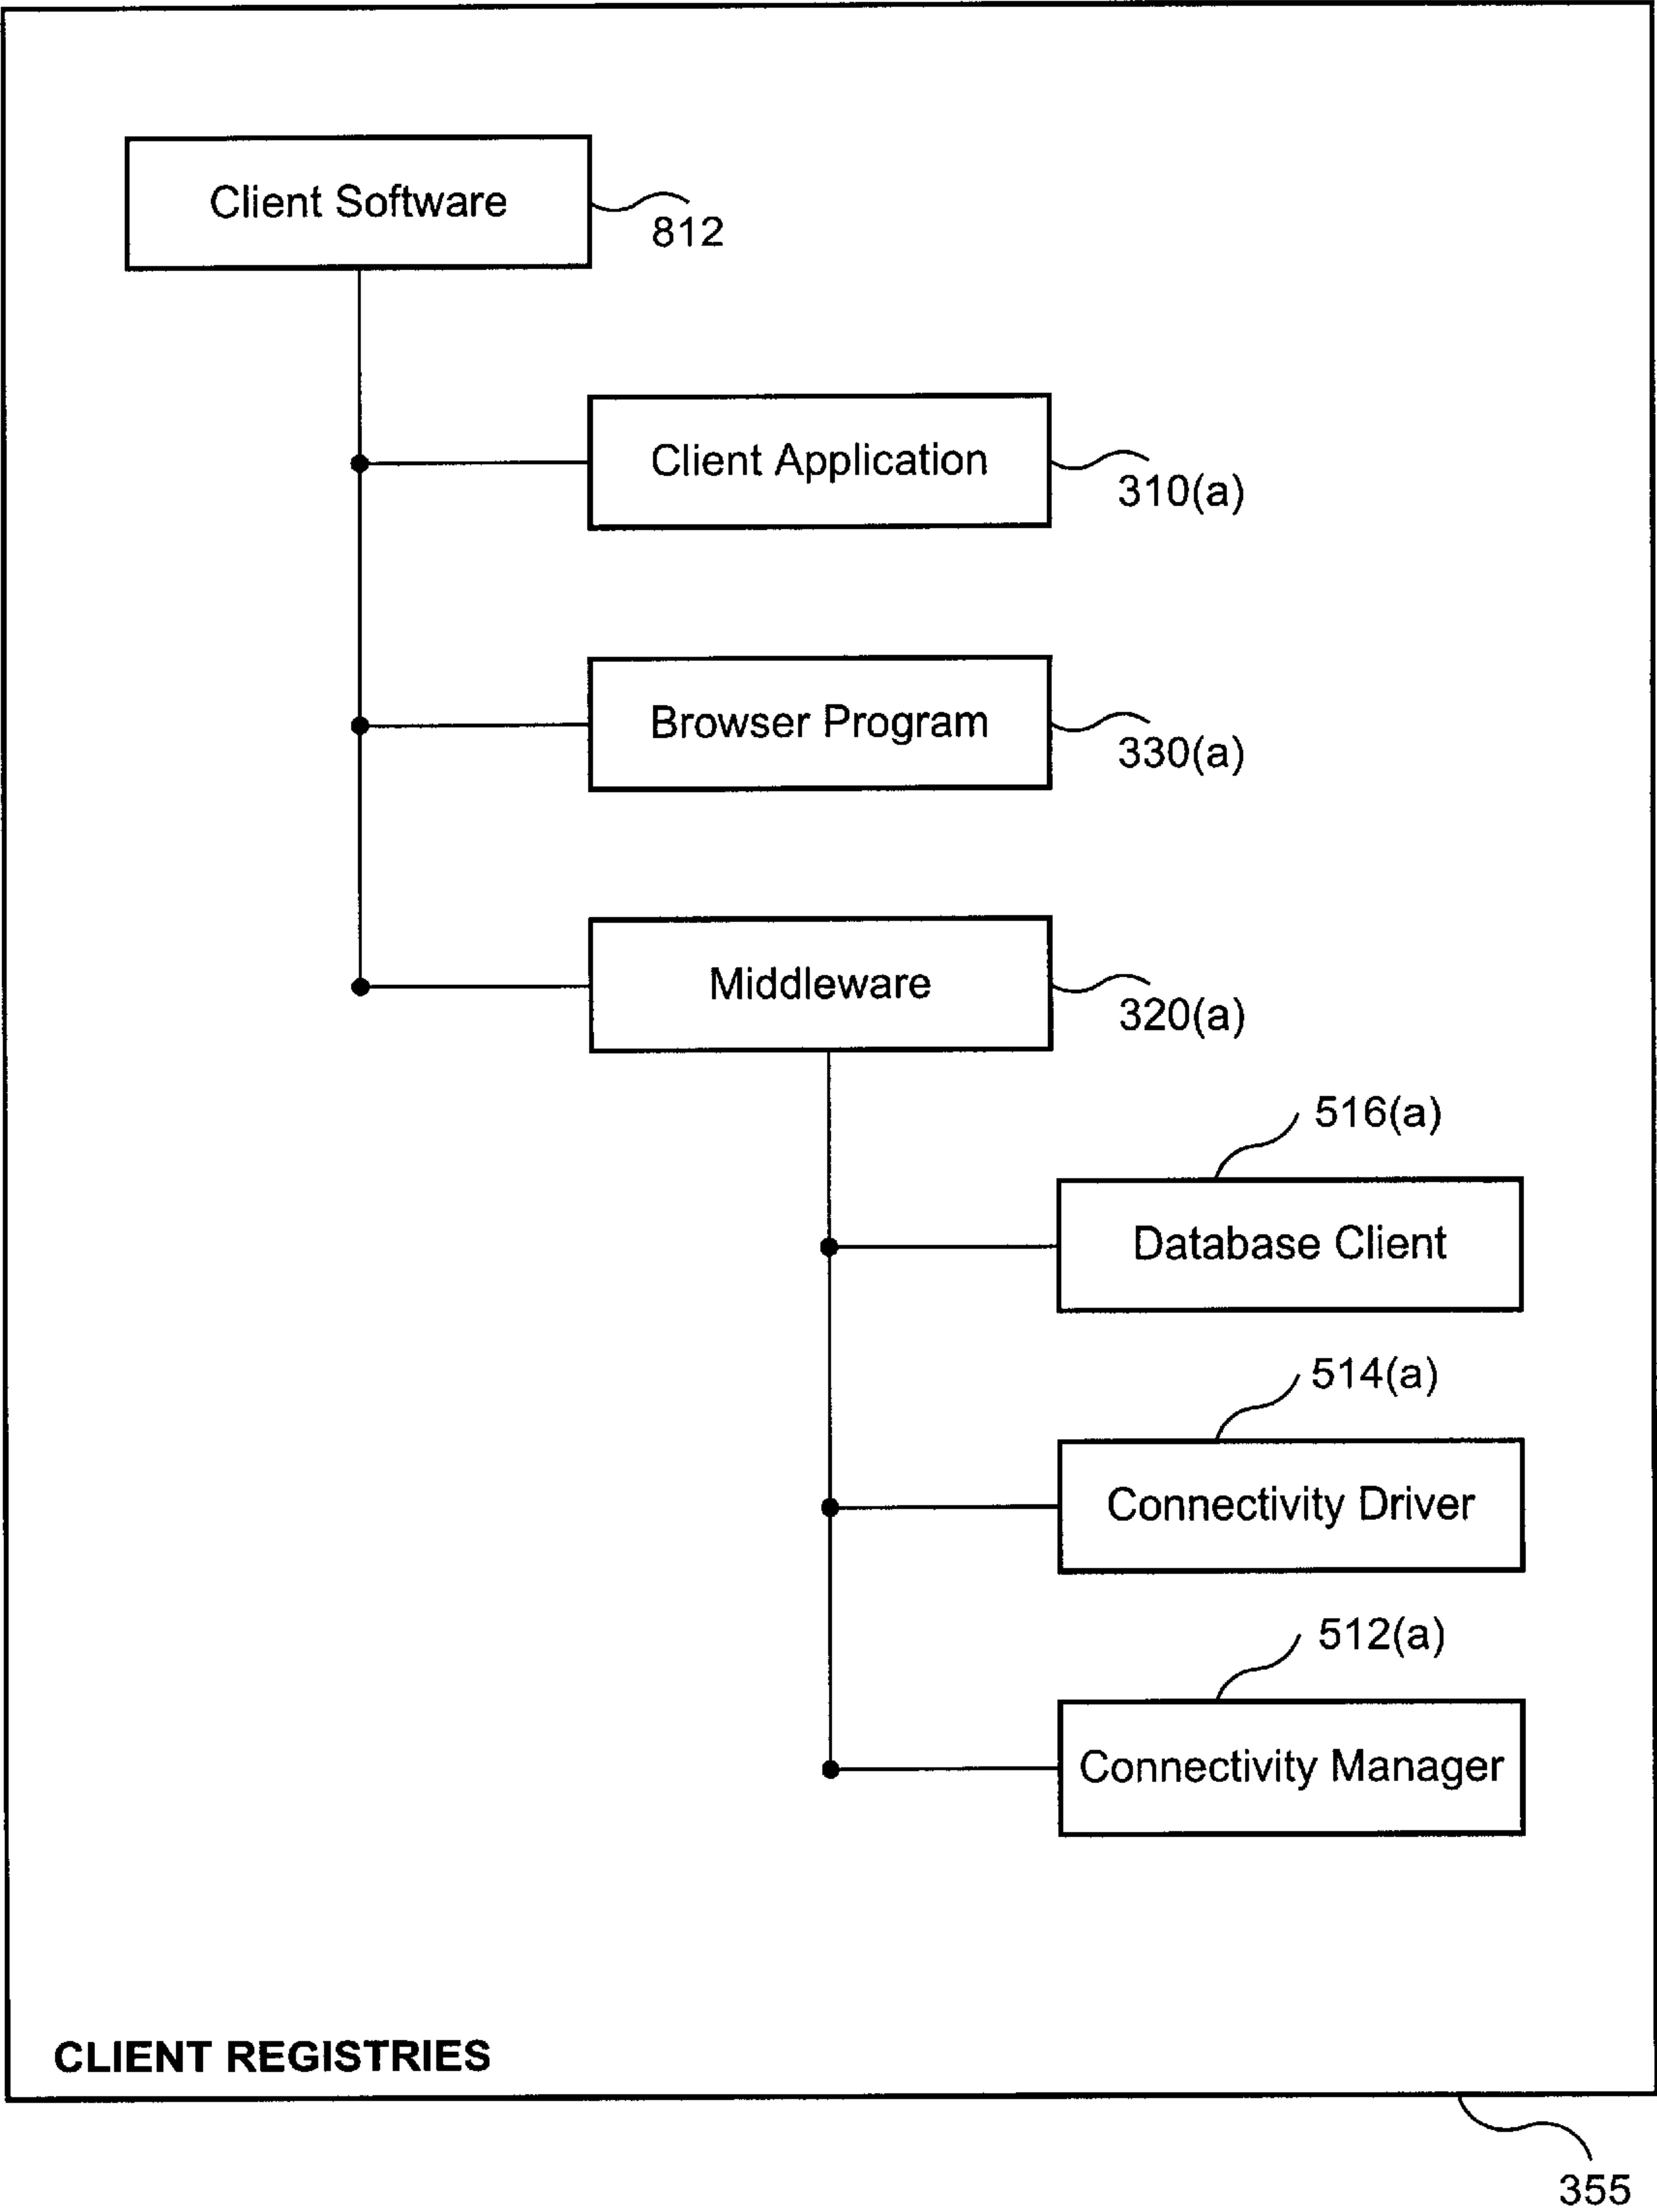 Client Software
812
Client Application
310(a)
Browser Program
330(a)
Middleware
320(a)
516(a)
Database Client
514(a)
Connectivity Driver
512(a)
Connectivity Manager
CLIENT REGISTRIES
355